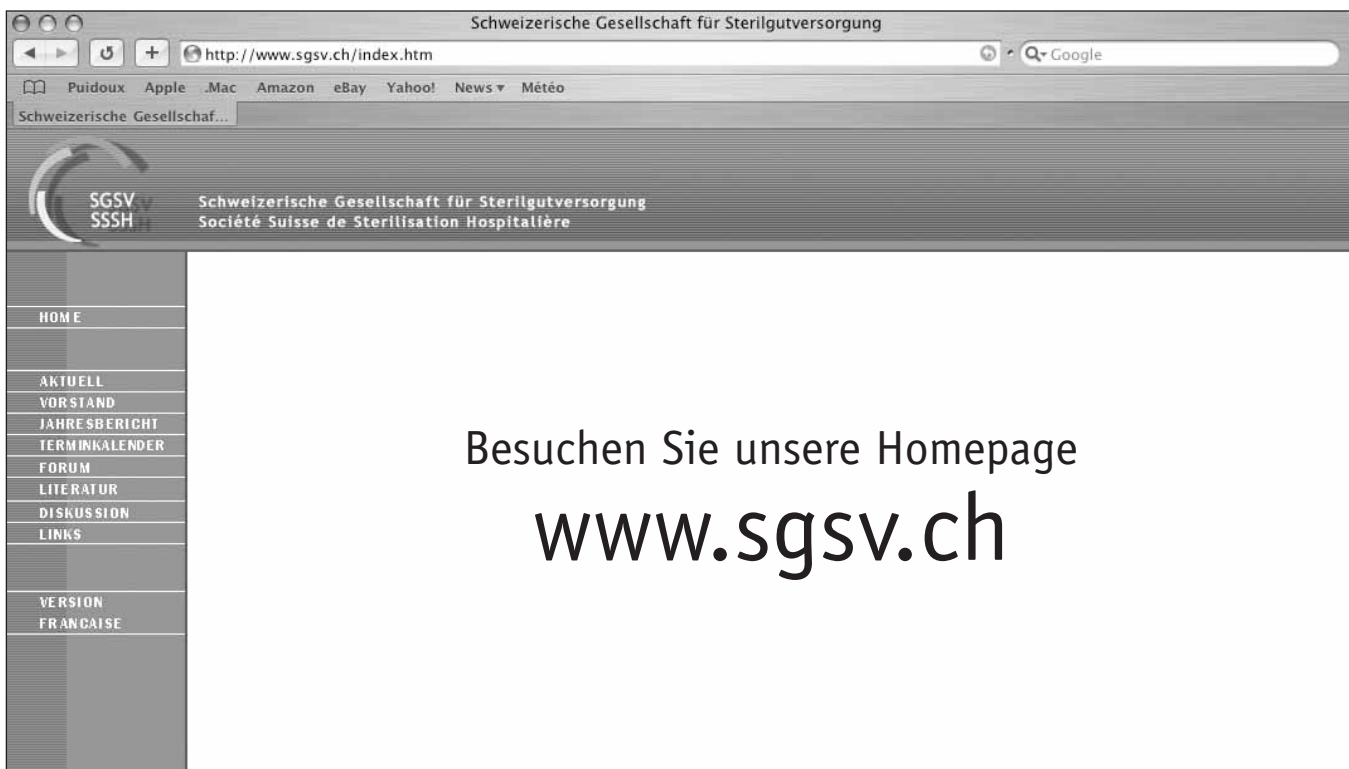 Schweizerische Gesellschaft für Sterilgutversorgung
http://www.sgsv.ch/index.htm
Google
Puidoux Apple .Mac Amazon eBay Yahoo! News Météo
Schweizerische Gesellschaf...
SGSV
SSSH
Schweizerische Gesellschaft für Sterilgutversorgung
Société Suisse de Sterilisation Hospitalière
HOME
AKTUELL
VORSTAND
JAHRESBERICHT
TERMINKALENDER
FORUM
LITERATUR
DISKUSSION
LINKS
VERSION
FRANCAISE
Besuchen Sie unsere Homepage
www.sgsv.ch